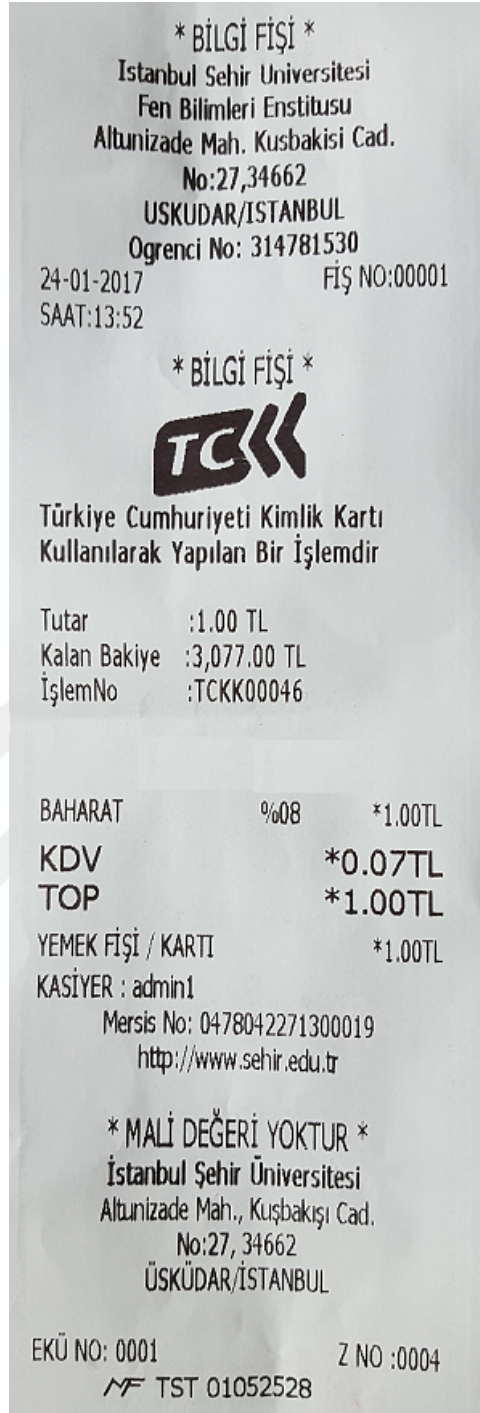 * BİLGİ FİŞİ *
Istanbul Sehir Universitesi
Fen Bilimleri Enstitusu
Altunizade Mah. Kusbakisi Cad.
No:27,34662
USKUDAR/ISTANBUL
Ogrenci No: 314781530
24-01-2017 FİŞ NO:00001
SAAT:13:52
* BİLGİ FİŞİ *
TCK
Türkiye Cumhuriyeti Kimlik Kartı
Kullanılarak Yapılan Bir İşlemdir
Tutar :1.00 TL
Kalan Bakiye :3,077.00 TL
İşlemNo :TCKK00046
BAHARAT %08 *1.00TL
KDV *0.07TL
TOP *1.00TL
YEMEK FİŞİ / KARTI *1.00TL
KASİYER : admin1
Mersis No: 0478042271300019
http://www.sehir.edu.tr
* MALİ DEĞERİ YOKTUR *
İstanbul Şehir Üniversitesi
Altunizade Mah., Kuşbakışı Cad.
No:27, 34662
ÜSKÜDAR/İSTANBUL
EKÜ NO: 0001 Z NO :0004
MF TST 01052528